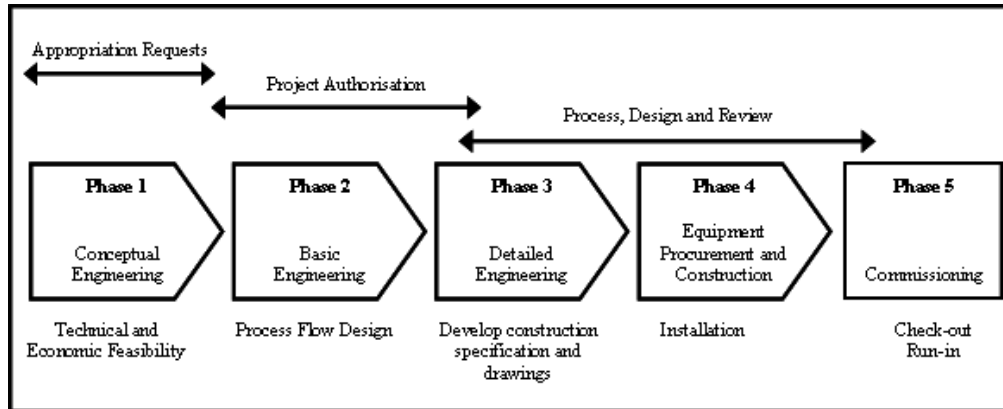 Appropriation Requests
Project Authorisation
Process, Design and Review
Phase 1
Conceptual
Engineering
Phase 2
Basic
Engineering
Phase 3
Detailed
Engineering
Phase 4
Equipment
Procurement and
Construction
Phase 5
Commissioning
Technical and
Economic Feasibility
Process Flow Design
Develop construction
specification and
drawings
Installation
Check-out
Run-in